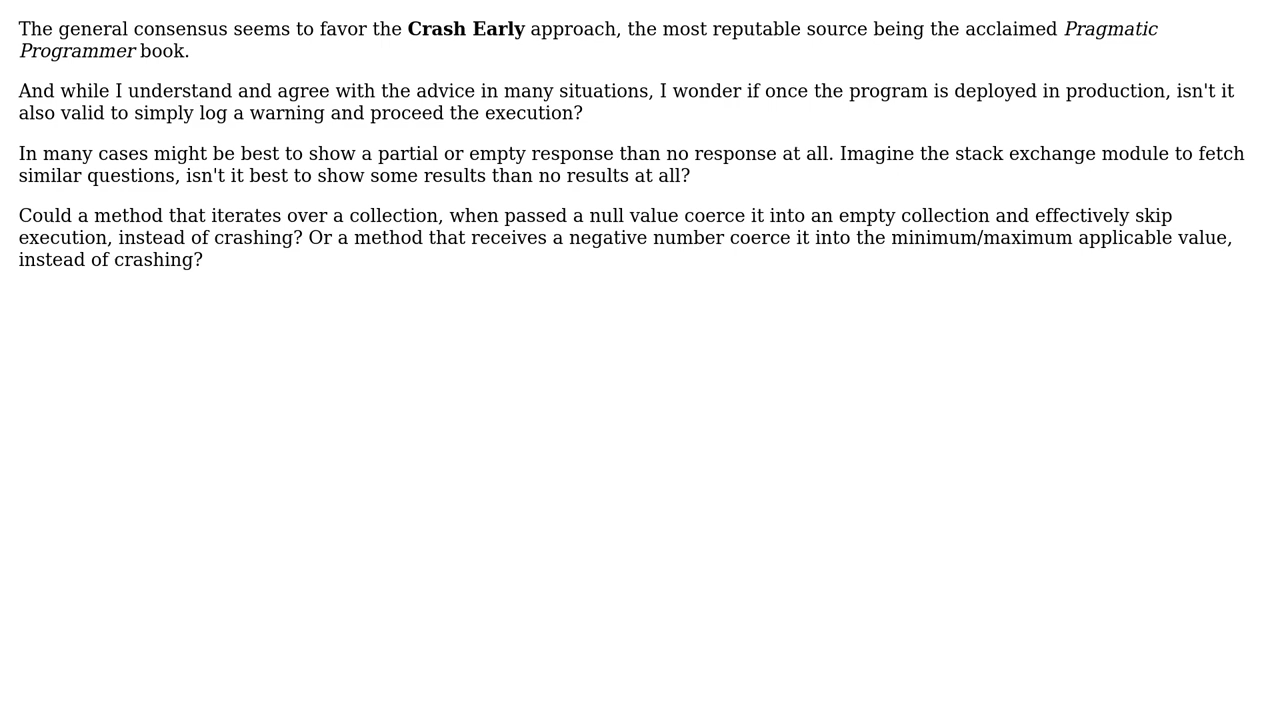 The general consensus seems to favor the Crash Early approach, the most reputable source being the acclaimed Pragmatic
Programmer book.
And while I understand and agree with the advice in many situations, I wonder if once the program is deployed in production, isn't it
also valid to simply log a warning and proceed the execution?
In many cases might be best to show a partial or empty response than no response at all. Imagine the stack exchange module to fetch
similar questions, isn't it best to show some results than no results at all?
Could a method that iterates over a collection, when passed a null value coerce it into an empty collection and effectively skip
execution, instead of crashing? Or a method that receives a negative number coerce it into the minimum/maximum applicable value,
instead of crashing?